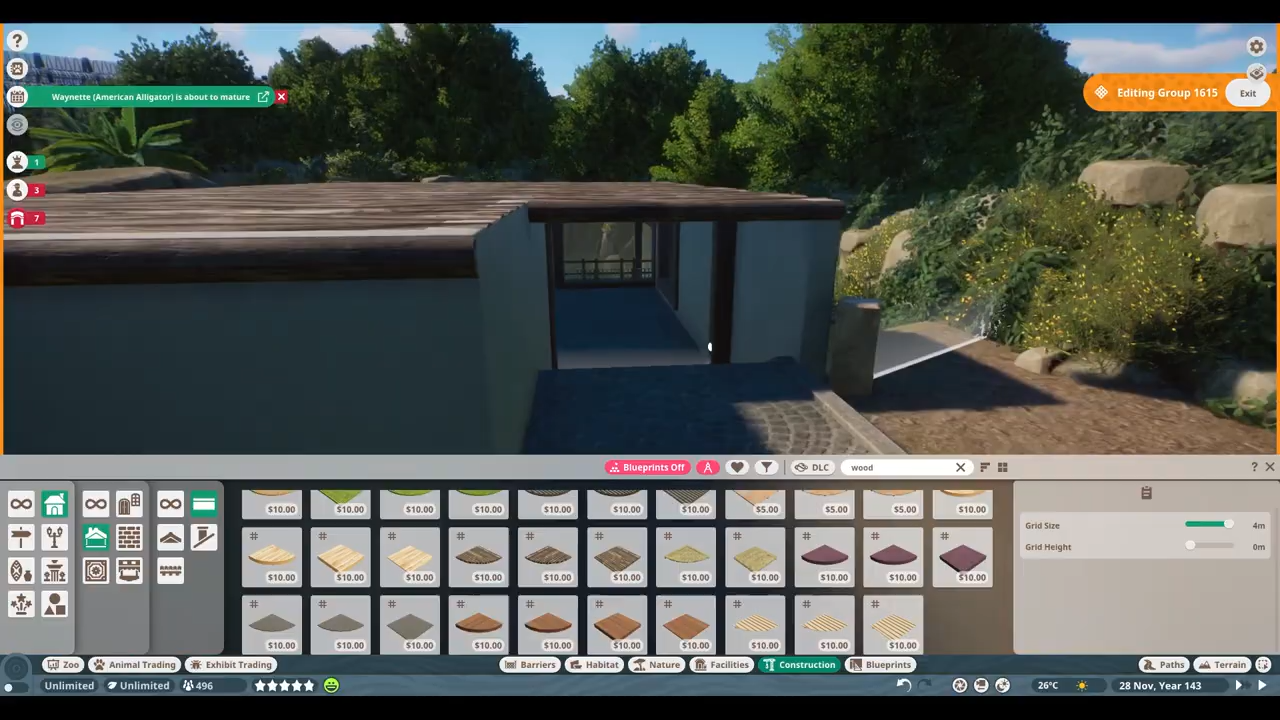 Waynette (American Alligator) is about to mature
Editing Group 1615
Exit
1
3
7
Blueprints Off
DLC
wood
$10.00 $10.00 $10.00 $10.00 $10.00 $10.00 $10.00 $5.00 $5.00 $5.00 $10.00
$10.00 $10.00 $10.00 $10.00 $10.00 $10.00 $10.00 $10.00 $10.00 $10.00 $10.00
$10.00 $10.00 $10.00 $10.00 $10.00 $10.00 $10.00 $10.00 $10.00 $10.00
Grid Size 4m
Grid Height 0m
Zoo Animal Trading Exhibit Trading Barriers Habitat Nature Facilities Construction Blueprints Paths Terrain
Unlimited Unlimited 496 26°C 28 Nov, Year 143